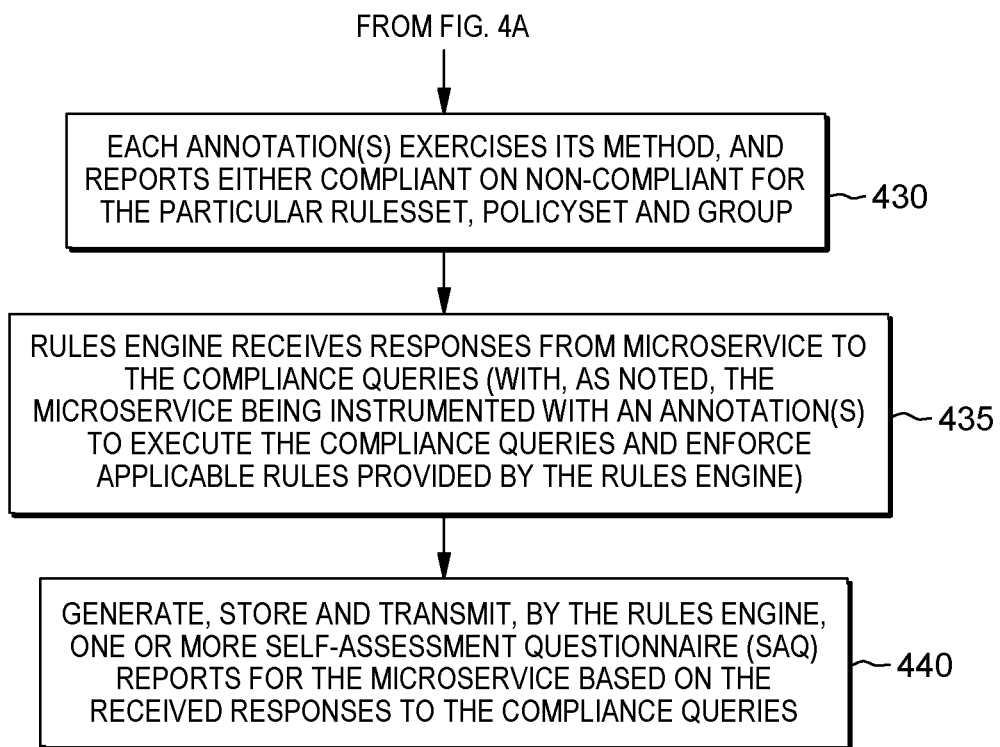 FROM FIG. 4A
EACH ANNOTATION(S) EXERCISES ITS METHOD, AND
REPORTS EITHER COMPLIANT ON NON-COMPLIANT FOR
THE PARTICULAR RULESSET, POLICYSET AND GROUP
430
RULES ENGINE RECEIVES RESPONSES FROM MICROSERVICE TO
THE COMPLIANCE QUERIES (WITH, AS NOTED, THE
MICROSERVICE BEING INSTRUMENTED WITH AN ANNOTATION(S)
TO EXECUTE THE COMPLIANCE QUERIES AND ENFORCE
APPLICABLE RULES PROVIDED BY THE RULES ENGINE)
435
GENERATE, STORE AND TRANSMIT, BY THE RULES ENGINE,
ONE OR MORE SELF-ASSESSMENT QUESTIONNAIRE (SAQ)
REPORTS FOR THE MICROSERVICE BASED ON THE
RECEIVED RESPONSES TO THE COMPLIANCE QUERIES
440